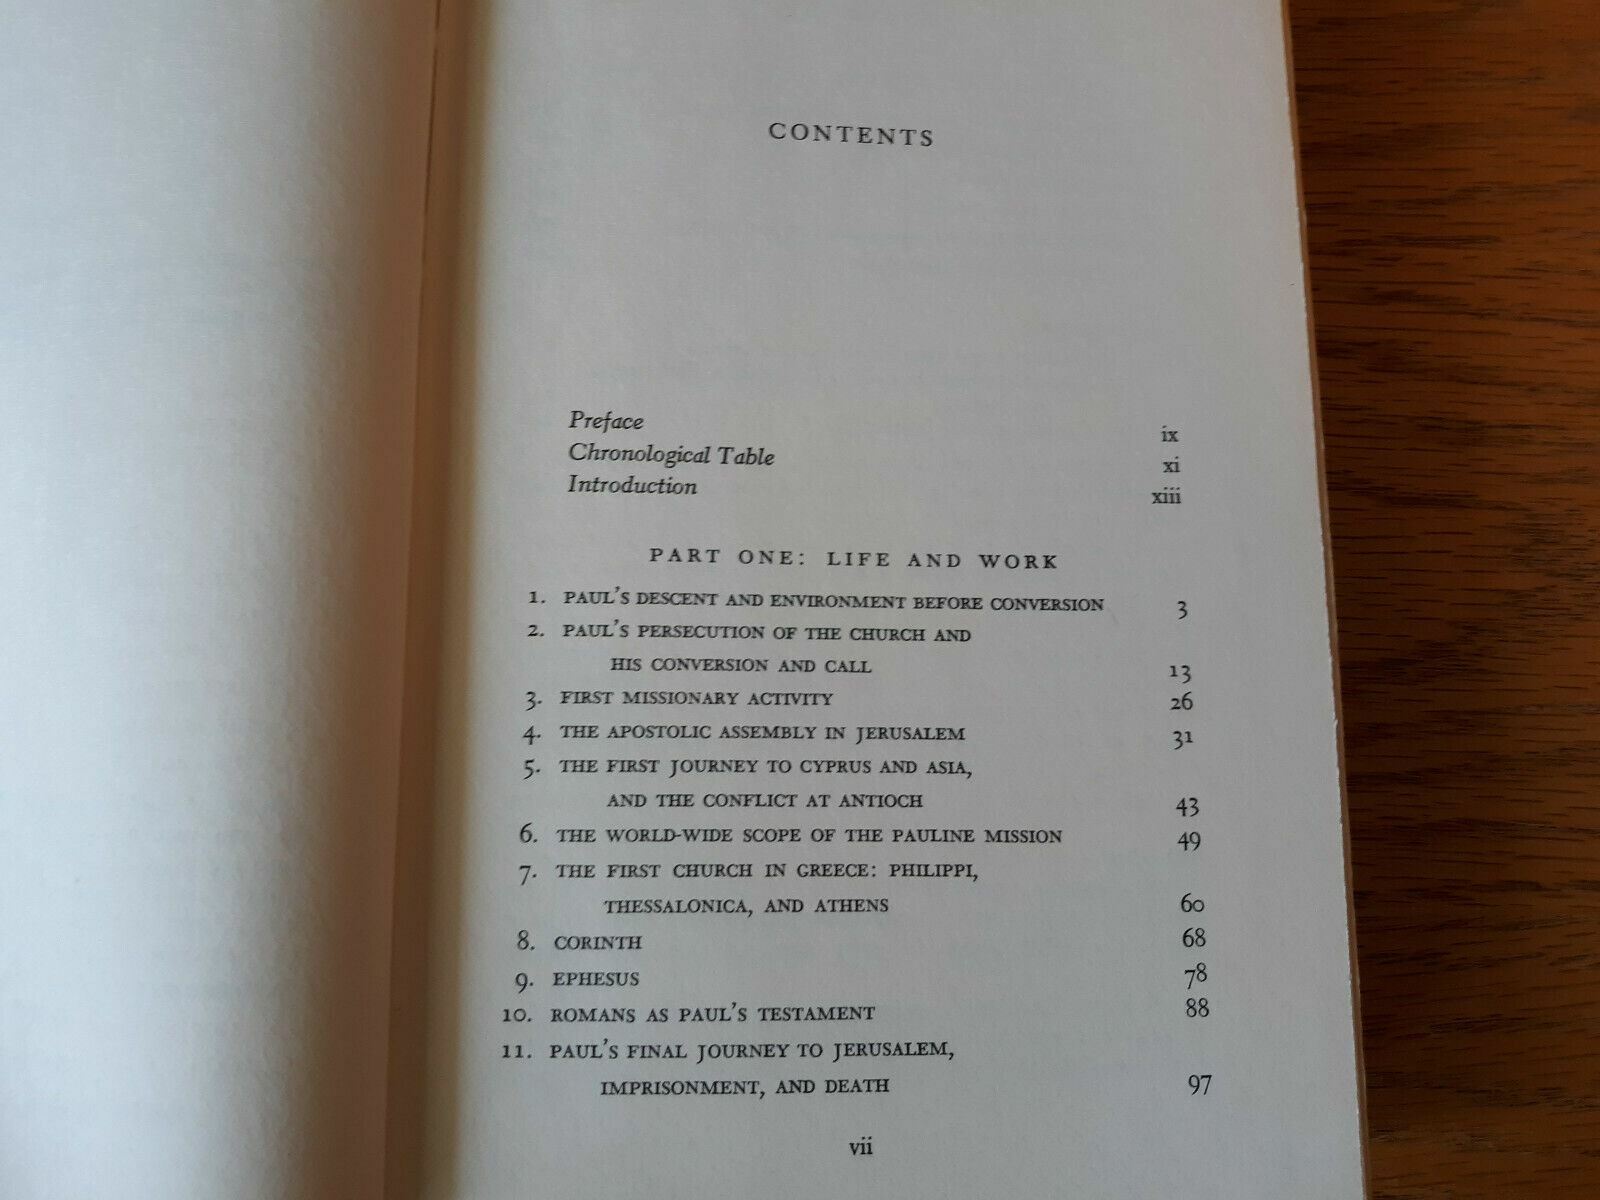 CONTENTS
Preface ix
Chronological Table xi
Introduction xiii
PART ONE: LIFE AND WORK
1. PAUL'S DESCENT AND ENVIRONMENT BEFORE CONVERSION 3
2. PAUL'S PERSECUTION OF THE CHURCH AND
HIS CONVERSION AND CALL 13
3. FIRST MISSIONARY ACTIVITY 26
4. THE APOSTOLIC ASSEMBLY IN JERUSALEM 31
5. THE FIRST JOURNEY TO CYPRUS AND ASIA,
AND THE CONFLICT AT ANTIOCH 43
6. THE WORLD-WIDE SCOPE OF THE PAULINE MISSION 49
7. THE FIRST CHURCH IN GREECE: PHILIPPI,
THESSALONICA, AND ATHENS 60
8. CORINTH 68
9. EPHESUS 78
10. ROMANS AS PAUL'S TESTAMENT 88
11. PAUL'S FINAL JOURNEY TO JERUSALEM,
IMPRISONMENT, AND DEATH 97
vii